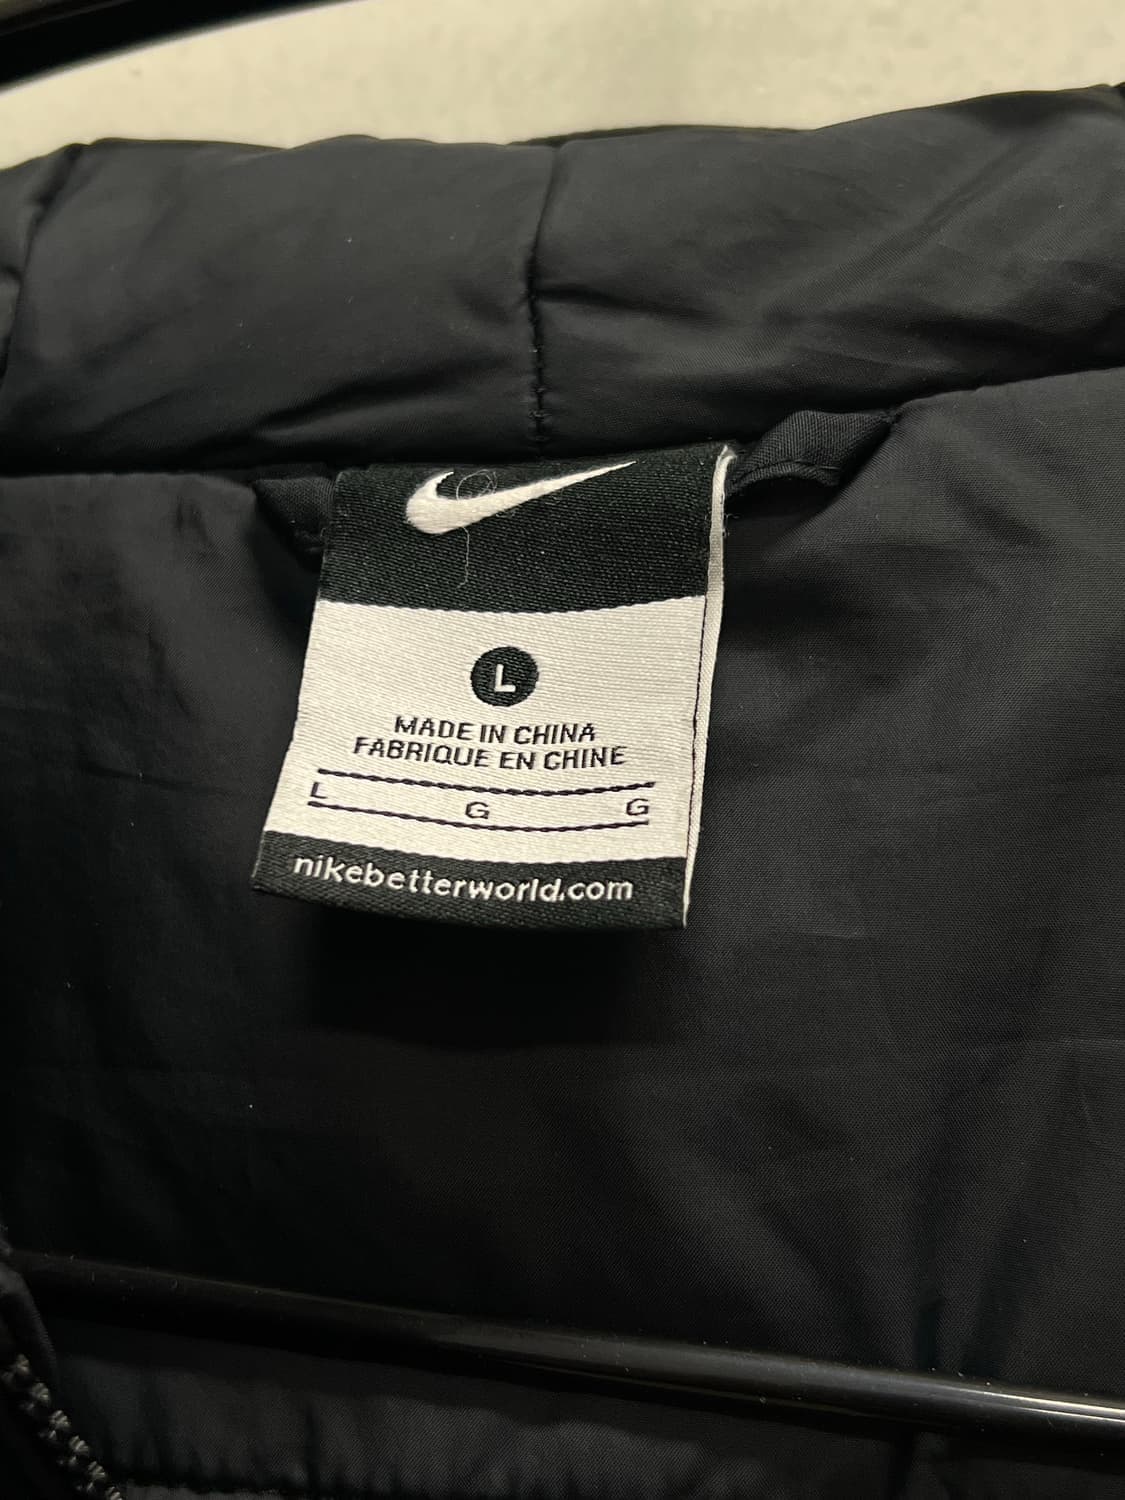 L
MADE IN CHINA
FABRIQUE EN CHINE
L G G
nikebetterworld.com